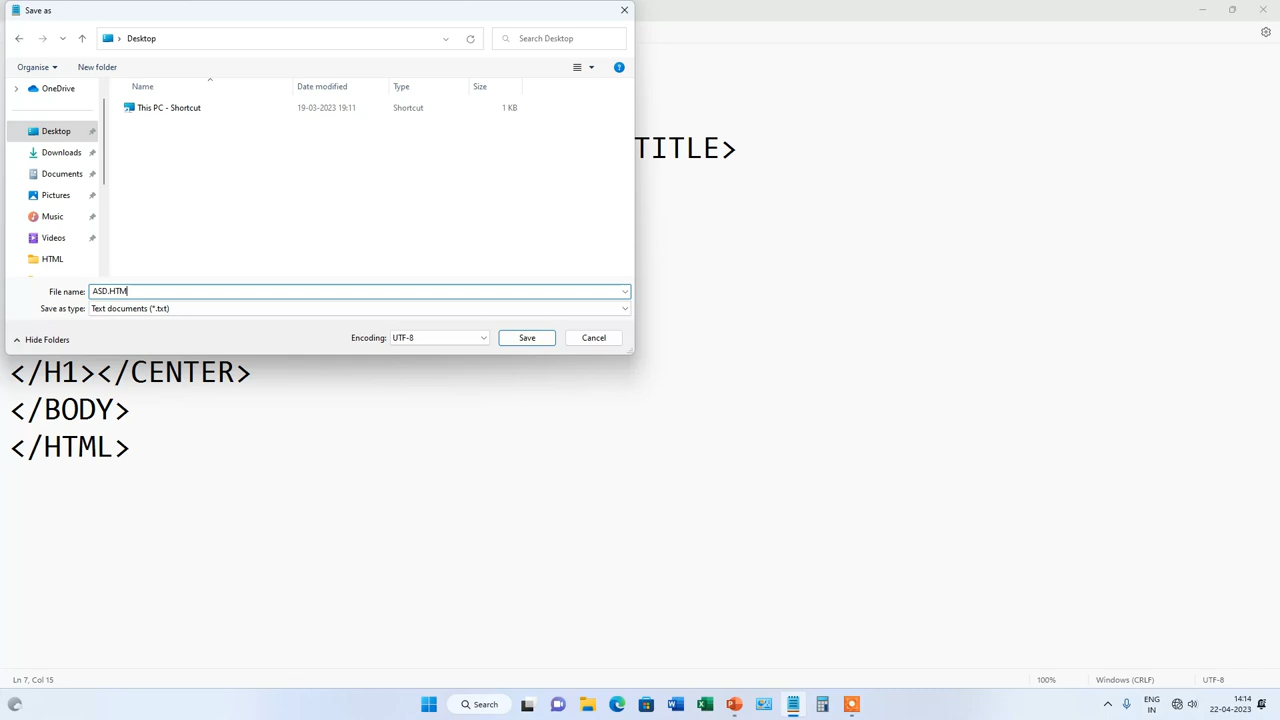 Save as
Desktop
Search Desktop
Organise
New folder
Name
Date modified
Type
Size
OneDrive
This PC - Shortcut
19-03-2023 19:11
Shortcut
1 KB
Desktop
Downloads
Documents
Pictures
Music
Videos
HTML
TITLE>
File name:
ASD.HTM
Save as type:
Text documents (*.txt)
Hide Folders
Encoding:
UTF-8
Save
Cancel
</H1></CENTER>
</BODY>
</HTML>
Ln 7, Col 15
100%
Windows (CRLF)
UTF-8
Search
ENG
IN
14:14
22-04-2023